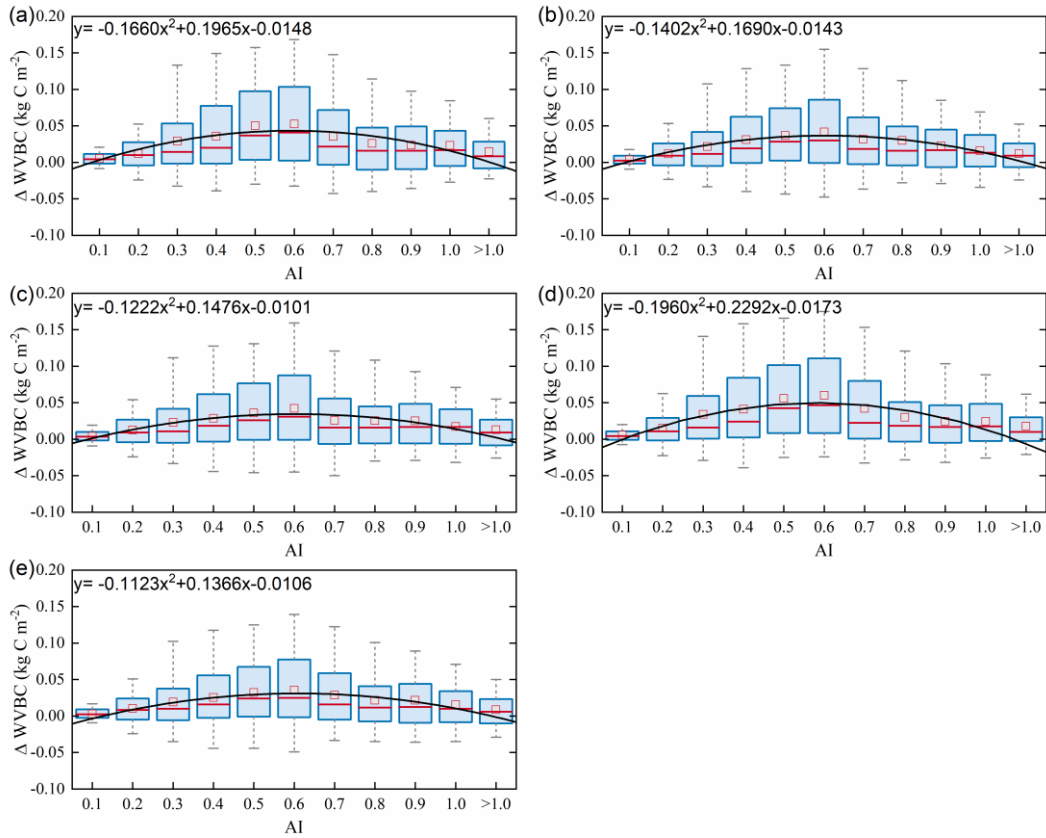 (a)
y= -0.1660x²+0.1965x-0.0148
0.20
0.15
0.10
0.05
0.00
-0.05
-0.10
Δ WVBC (kg C m⁻²)
0.1 0.2 0.3 0.4 0.5 0.6 0.7 0.8 0.9 1.0 >1.0
AI
(b)
y= -0.1402x²+0.1690x-0.0143
0.20
0.15
0.10
0.05
0.00
-0.05
-0.10
Δ WVBC (kg C m⁻²)
0.1 0.2 0.3 0.4 0.5 0.6 0.7 0.8 0.9 1.0 >1.0
AI
(c)
y= -0.1222x²+0.1476x-0.0101
0.20
0.15
0.10
0.05
0.00
-0.05
-0.10
Δ WVBC (kg C m⁻²)
0.1 0.2 0.3 0.4 0.5 0.6 0.7 0.8 0.9 1.0 >1.0
AI
(d)
y= -0.1960x²+0.2292x-0.0173
0.20
0.15
0.10
0.05
0.00
-0.05
-0.10
Δ WVBC (kg C m⁻²)
0.1 0.2 0.3 0.4 0.5 0.6 0.7 0.8 0.9 1.0 >1.0
AI
(e)
y= -0.1123x²+0.1366x-0.0106
0.20
0.15
0.10
0.05
0.00
-0.05
-0.10
Δ WVBC (kg C m⁻²)
0.1 0.2 0.3 0.4 0.5 0.6 0.7 0.8 0.9 1.0 >1.0
AI